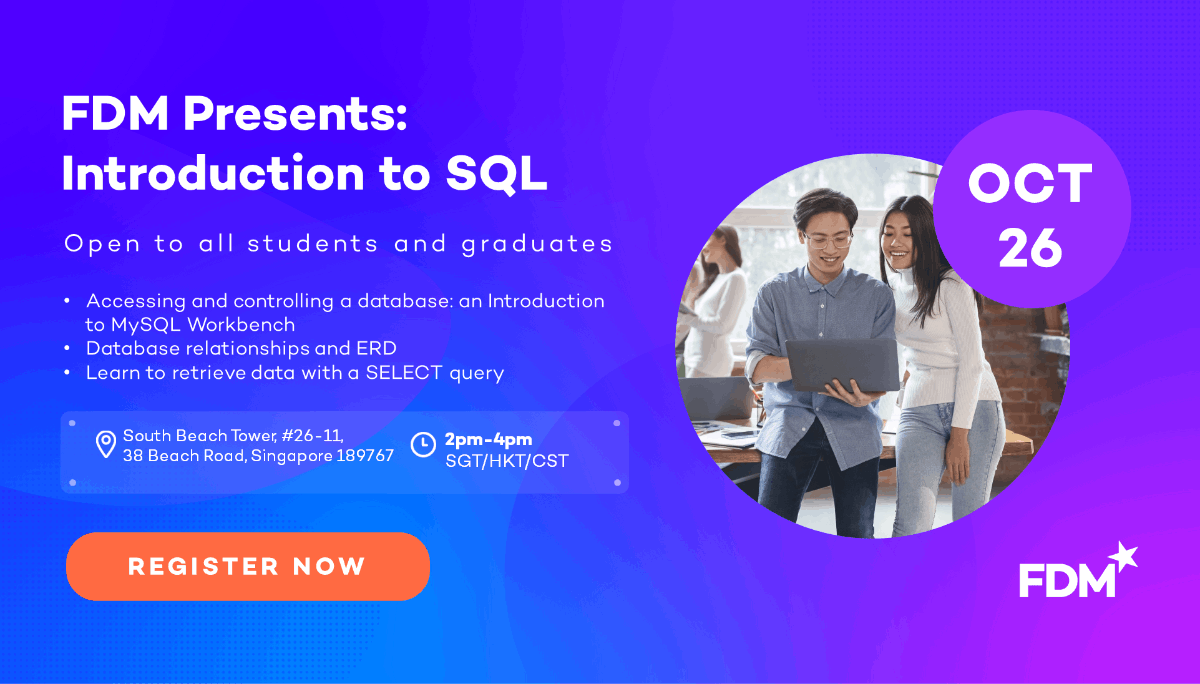 FDM Presents:
Introduction to SQL
Open to all students and graduates
• Accessing and controlling a database: an Introduction
to MySQL Workbench
• Database relationships and ERD
• Learn to retrieve data with a SELECT query
South Beach Tower, #26-11,
38 Beach Road, Singapore 189767
2pm-4pm
SGT/HKT/CST
REGISTER NOW
OCT
26
FDM